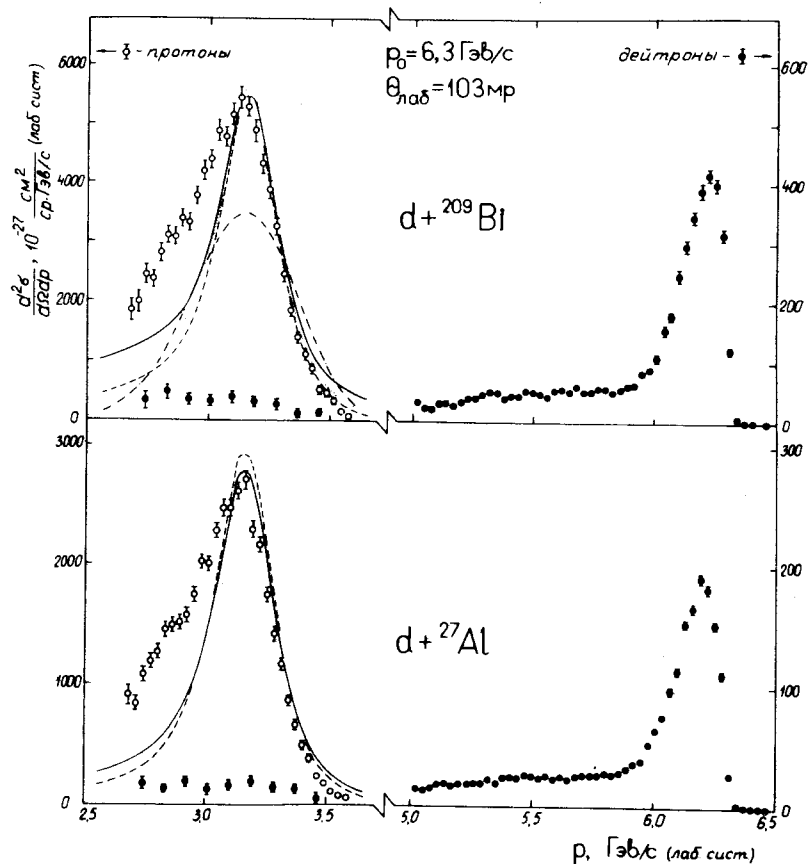 протоны
p₀=6,3 Гэв/с
дейтроны
θлаб=103мр
d²σ/dΩdp, 10⁻²⁷ см²/ср.Гэв/с (лаб сист)
6000
4000
2000
0
600
400
200
0
d+²⁰⁹Bi
3000
2000
1000
0
300
200
100
0
d+²⁷Al
2,5
3,0
3,5
5,0
5,5
6,0
6,5
p, Гэв/с (лаб сист)